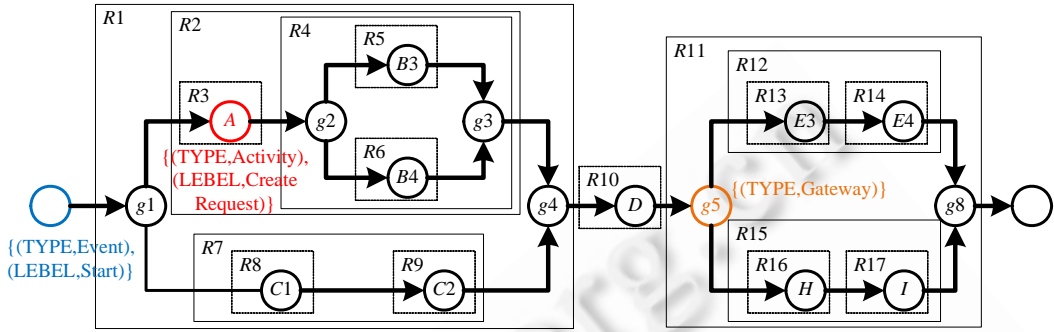 R1
R2
R4
R5
B3
R3
A
g2
g3
R6
B4
{(TYPE,Activity),
(LEBEL,Create
Request)}
g1
{(TYPE,Event),
(LEBEL,Start)}
R7
R8
C1
R9
C2
g4
R10
D
R11
R12
R13
E3
R14
E4
{(TYPE,Gateway)}
g5
g8
R15
R16
H
R17
I